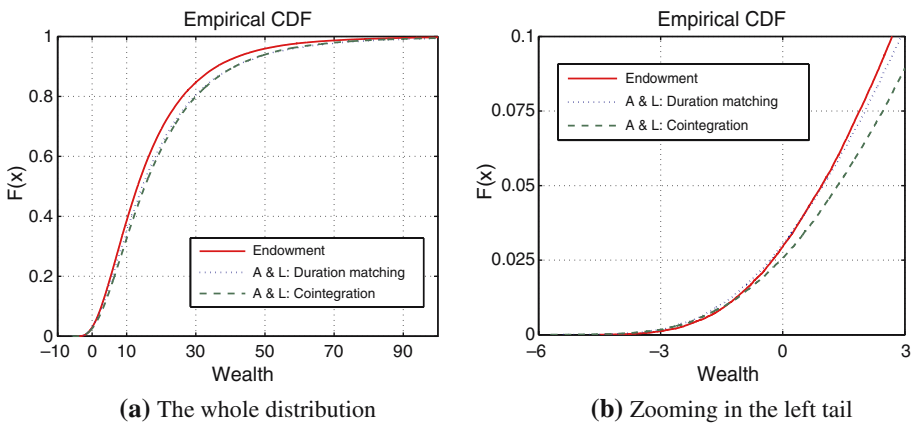 Empirical CDF
1
0.8
0.6
0.4
0.2
0
F(x)
Endowment
A & L: Duration matching
A & L: Cointegration
−10 0 10 30 50 70 90
Wealth
(a) The whole distribution
Empirical CDF
0.1
0.075
0.05
0.025
0
F(x)
Endowment
A & L: Duration matching
A & L: Cointegration
−6 −3 0 3
Wealth
(b) Zooming in the left tail